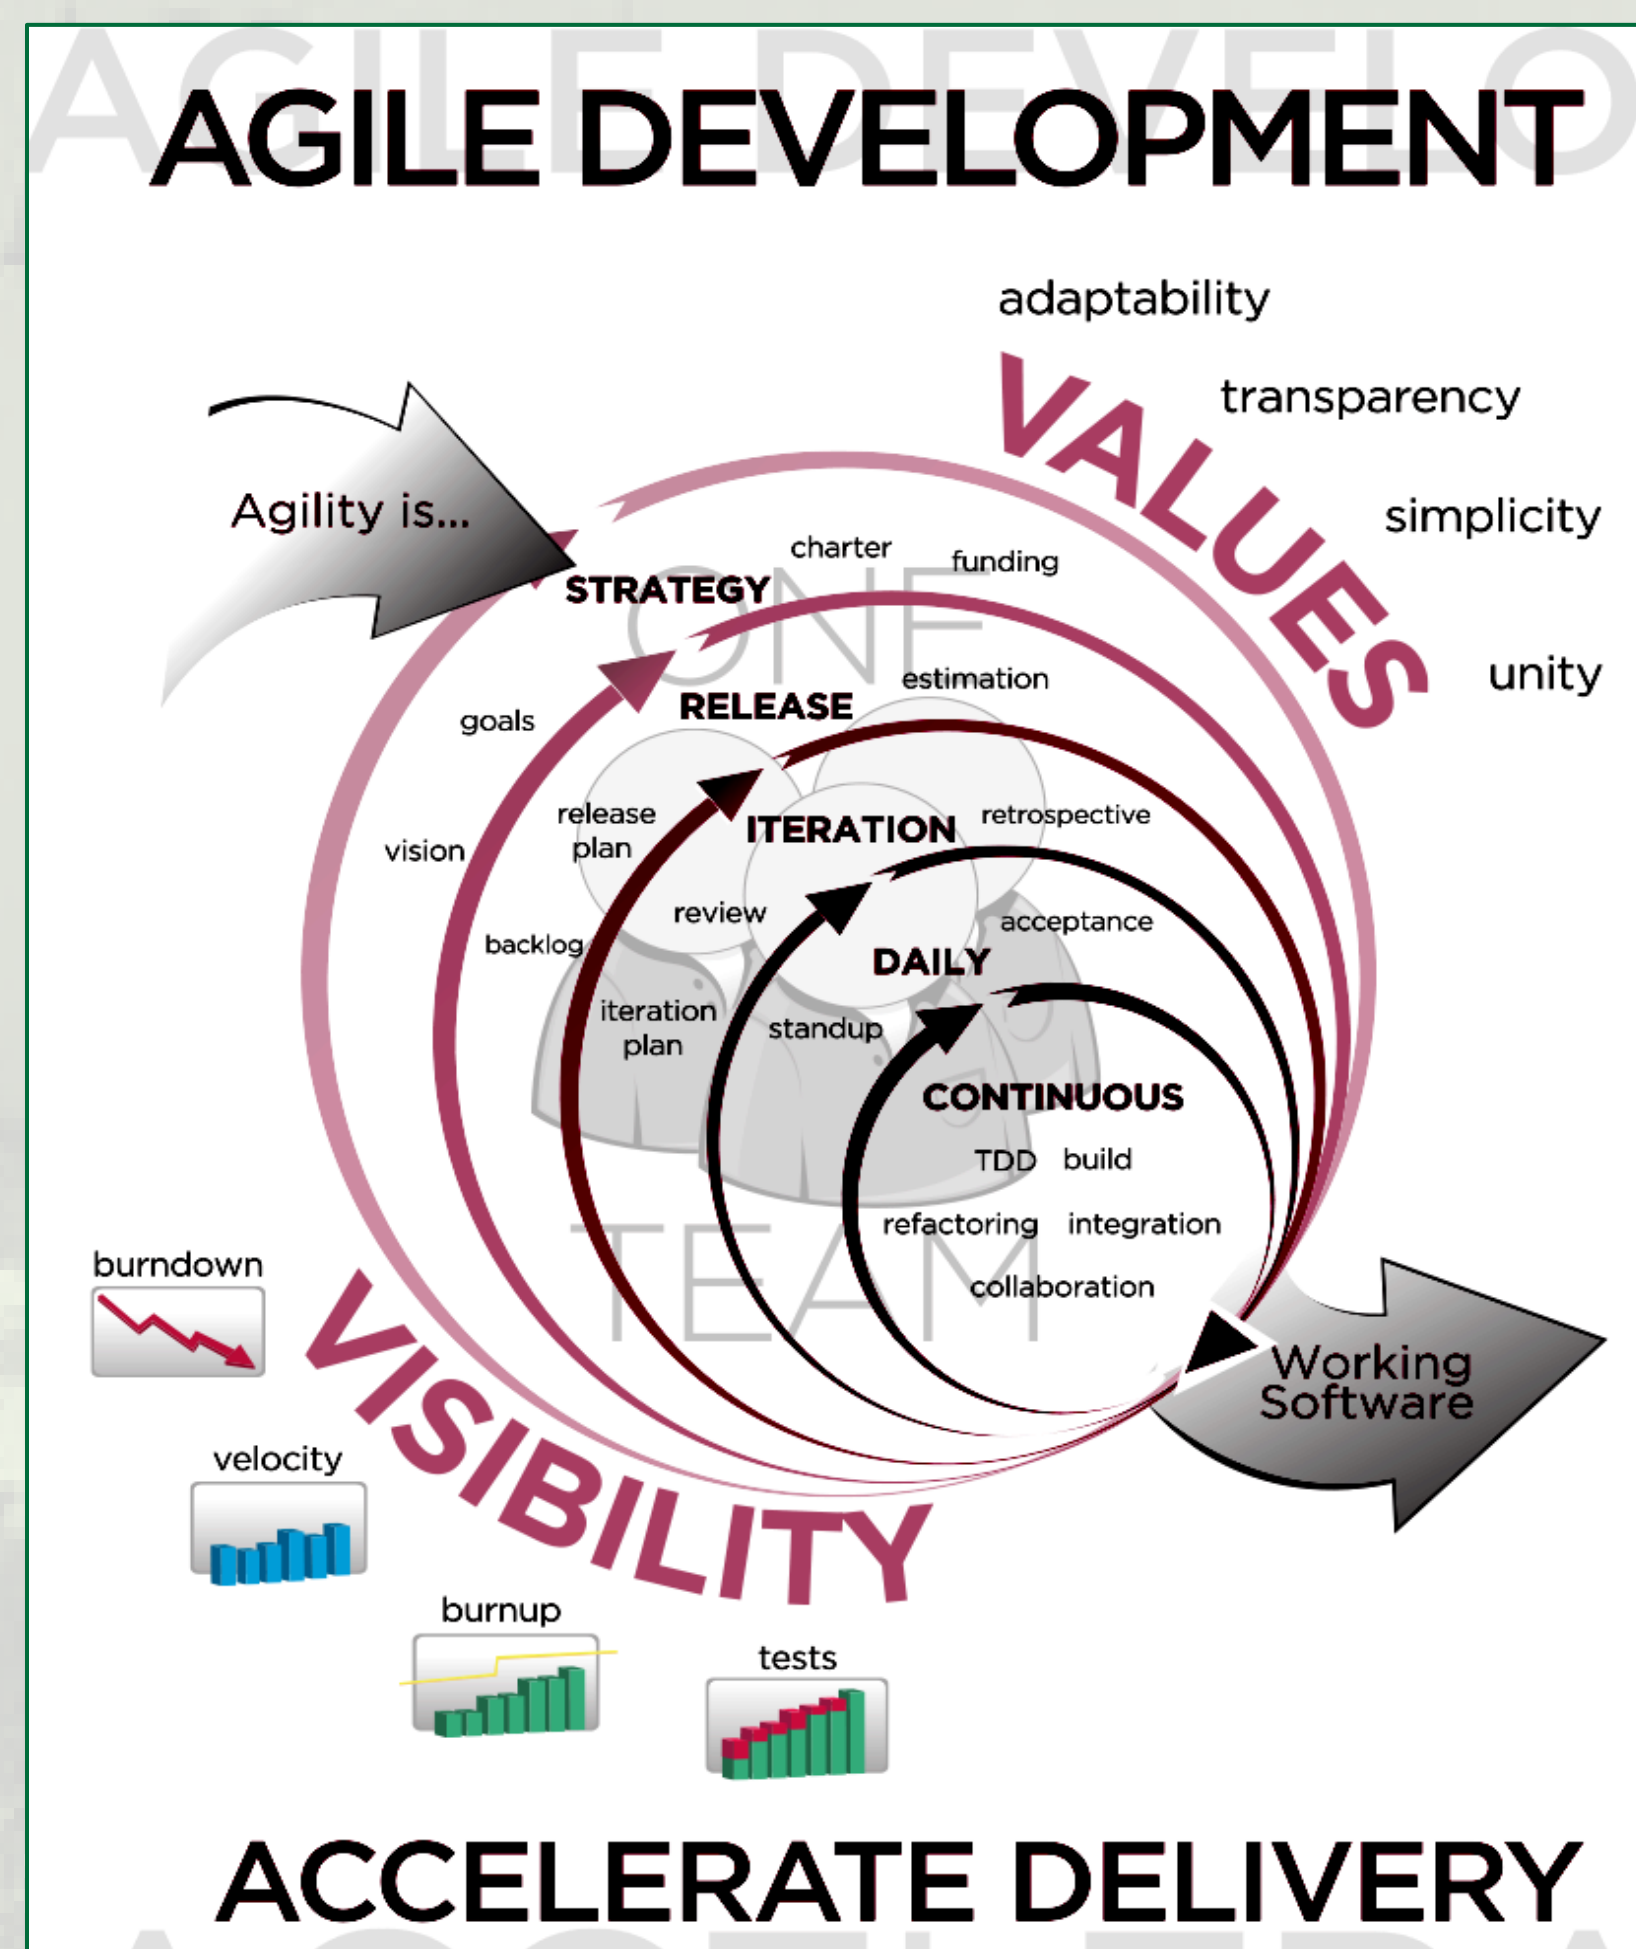 AGILE DEVELO
AGILE DEVELOPMENT
adaptability
VALUES
transparency
simplicity
unity
Agility is...
STRATEGY
charter
funding
goals
vision
ONE
RELEASE
estimation
release
plan
backlog
ITERATION
retrospective
review
iteration
plan
DAILY
acceptance
standup
CONTINUOUS
TDD build
refactoring integration
collaboration
TEAM
Working
Software
VISIBILITY
burndown
velocity
burnup
tests
ACCELERATE DELIVERY